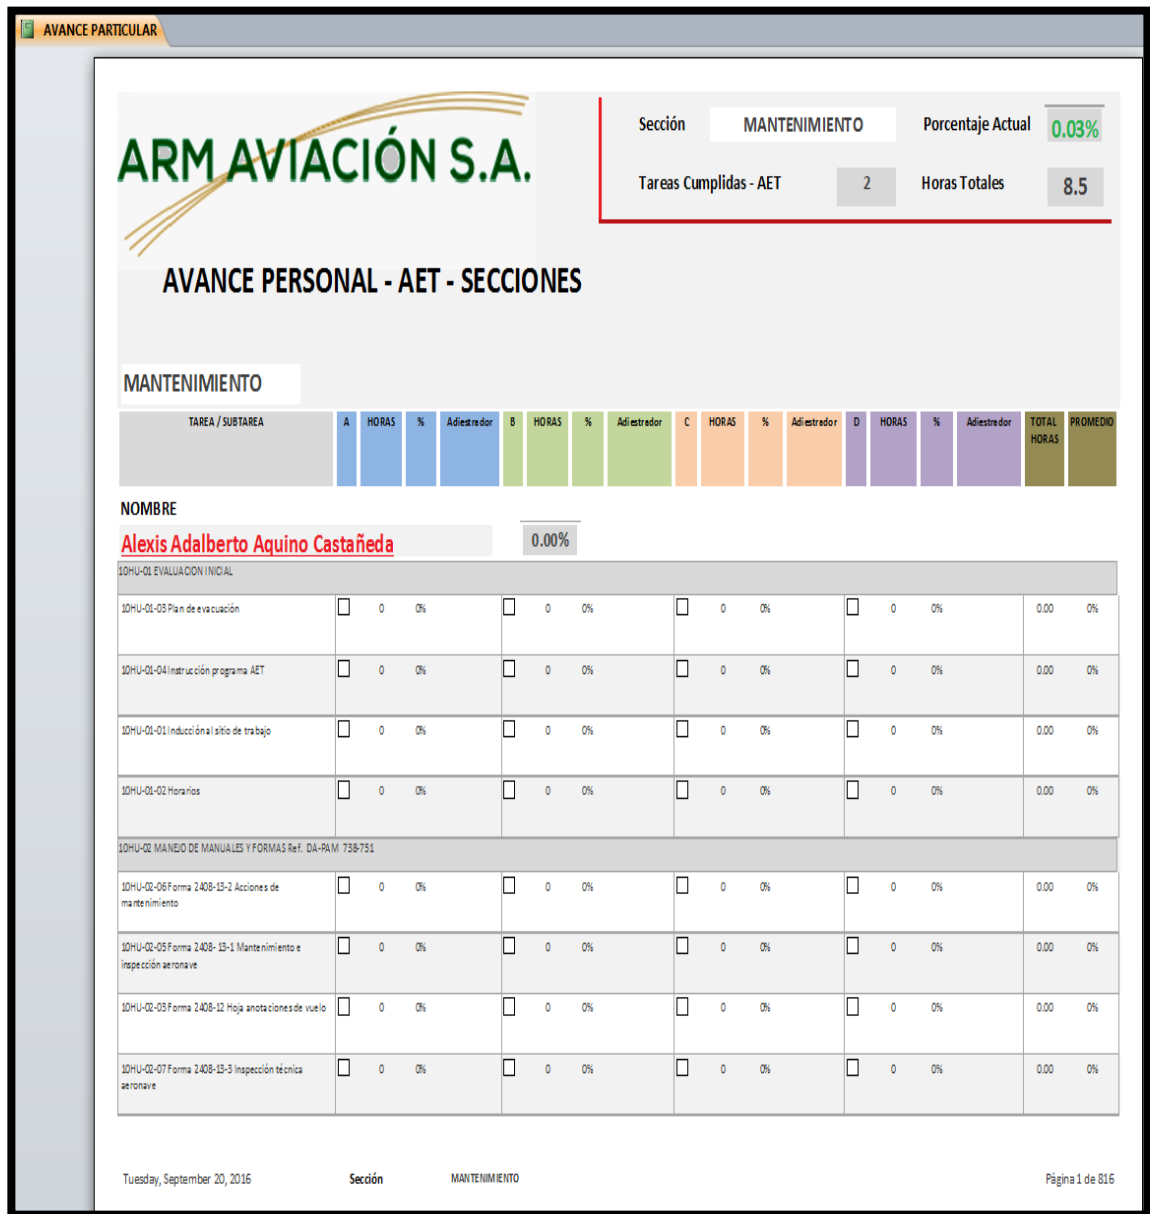 AVANCE PARTICULAR
ARM AVIACIÓN S.A.
Sección MANTENIMIENTO Porcentaje Actual 0.03%
Tareas Cumplidas - AET 2 Horas Totales 8.5
AVANCE PERSONAL - AET - SECCIONES
MANTENIMIENTO
TAREA / SUBTAREA A HORAS % Adiestrador B HORAS % Adiestrador C HORAS % Adiestrador D HORAS % Adiestrador TOTAL HORAS PROMEDIO
NOMBRE
Alexis Adalberto Aquino Castañeda 0.00%
10HU-01 EVALUACION INICIAL
10HU-01-03 Plan de evacuación 0 0% 0 0% 0 0% 0 0% 0.00 0%
10HU-01-04 Instrucción programa AET 0 0% 0 0% 0 0% 0 0% 0.00 0%
10HU-01-01 Inducción al sitio de trabajo 0 0% 0 0% 0 0% 0 0% 0.00 0%
10HU-01-02 Horarios 0 0% 0 0% 0 0% 0 0% 0.00 0%
10HU-02 MANEJO DE MANUALES Y FORMAS Ref. DA-PAM 738-751
10HU-02-06 Forma 2408-13-2 Acciones de 0 0% 0 0% 0 0% 0 0% 0.00 0%
mantenimiento
10HU-02-05 Forma 2408- 13-1 Mantenimiento e 0 0% 0 0% 0 0% 0 0% 0.00 0%
inspección aeronave
10HU-02-03 Forma 2408-12 Hoja anotaciones de vuelo 0 0% 0 0% 0 0% 0 0% 0.00 0%
10HU-02-07 Forma 2408-13-3 Inspección técnica 0 0% 0 0% 0 0% 0 0% 0.00 0%
aeronave
Tuesday, September 20, 2016 Sección MANTENIMIENTO Página 1 de 816